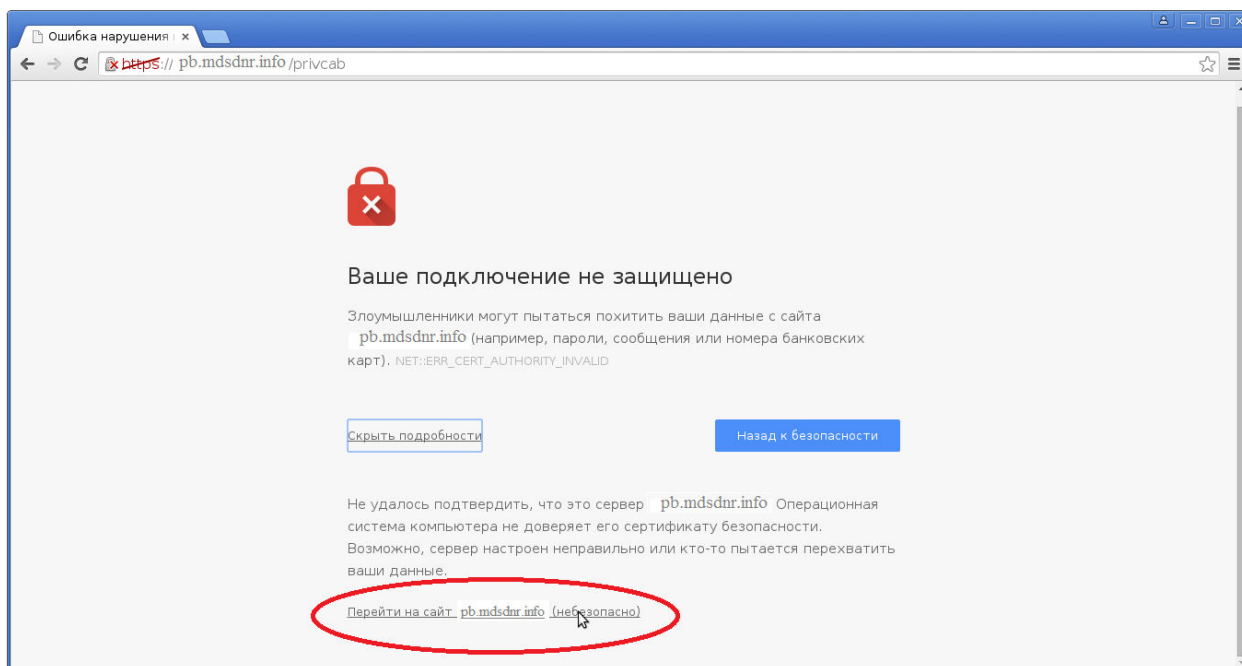 Ошибка нарушения
https:// pb.mdsdnr.info /privcab
Ваше подключение не защищено
Злоумышленники могут пытаться похитить ваши данные с сайта
pb.mdsdnr.info (например, пароли, сообщения или номера банковских
карт). NET::ERR_CERT_AUTHORITY_INVALID
Скрыть подробности
Назад к безопасности
Не удалось подтвердить, что это сервер pb.mdsdnr.info Операционная
система компьютера не доверяет его сертификату безопасности.
Возможно, сервер настроен неправильно или кто-то пытается перехватить
ваши данные.
Перейти на сайт pb.mdsdnr.info (небезопасно)